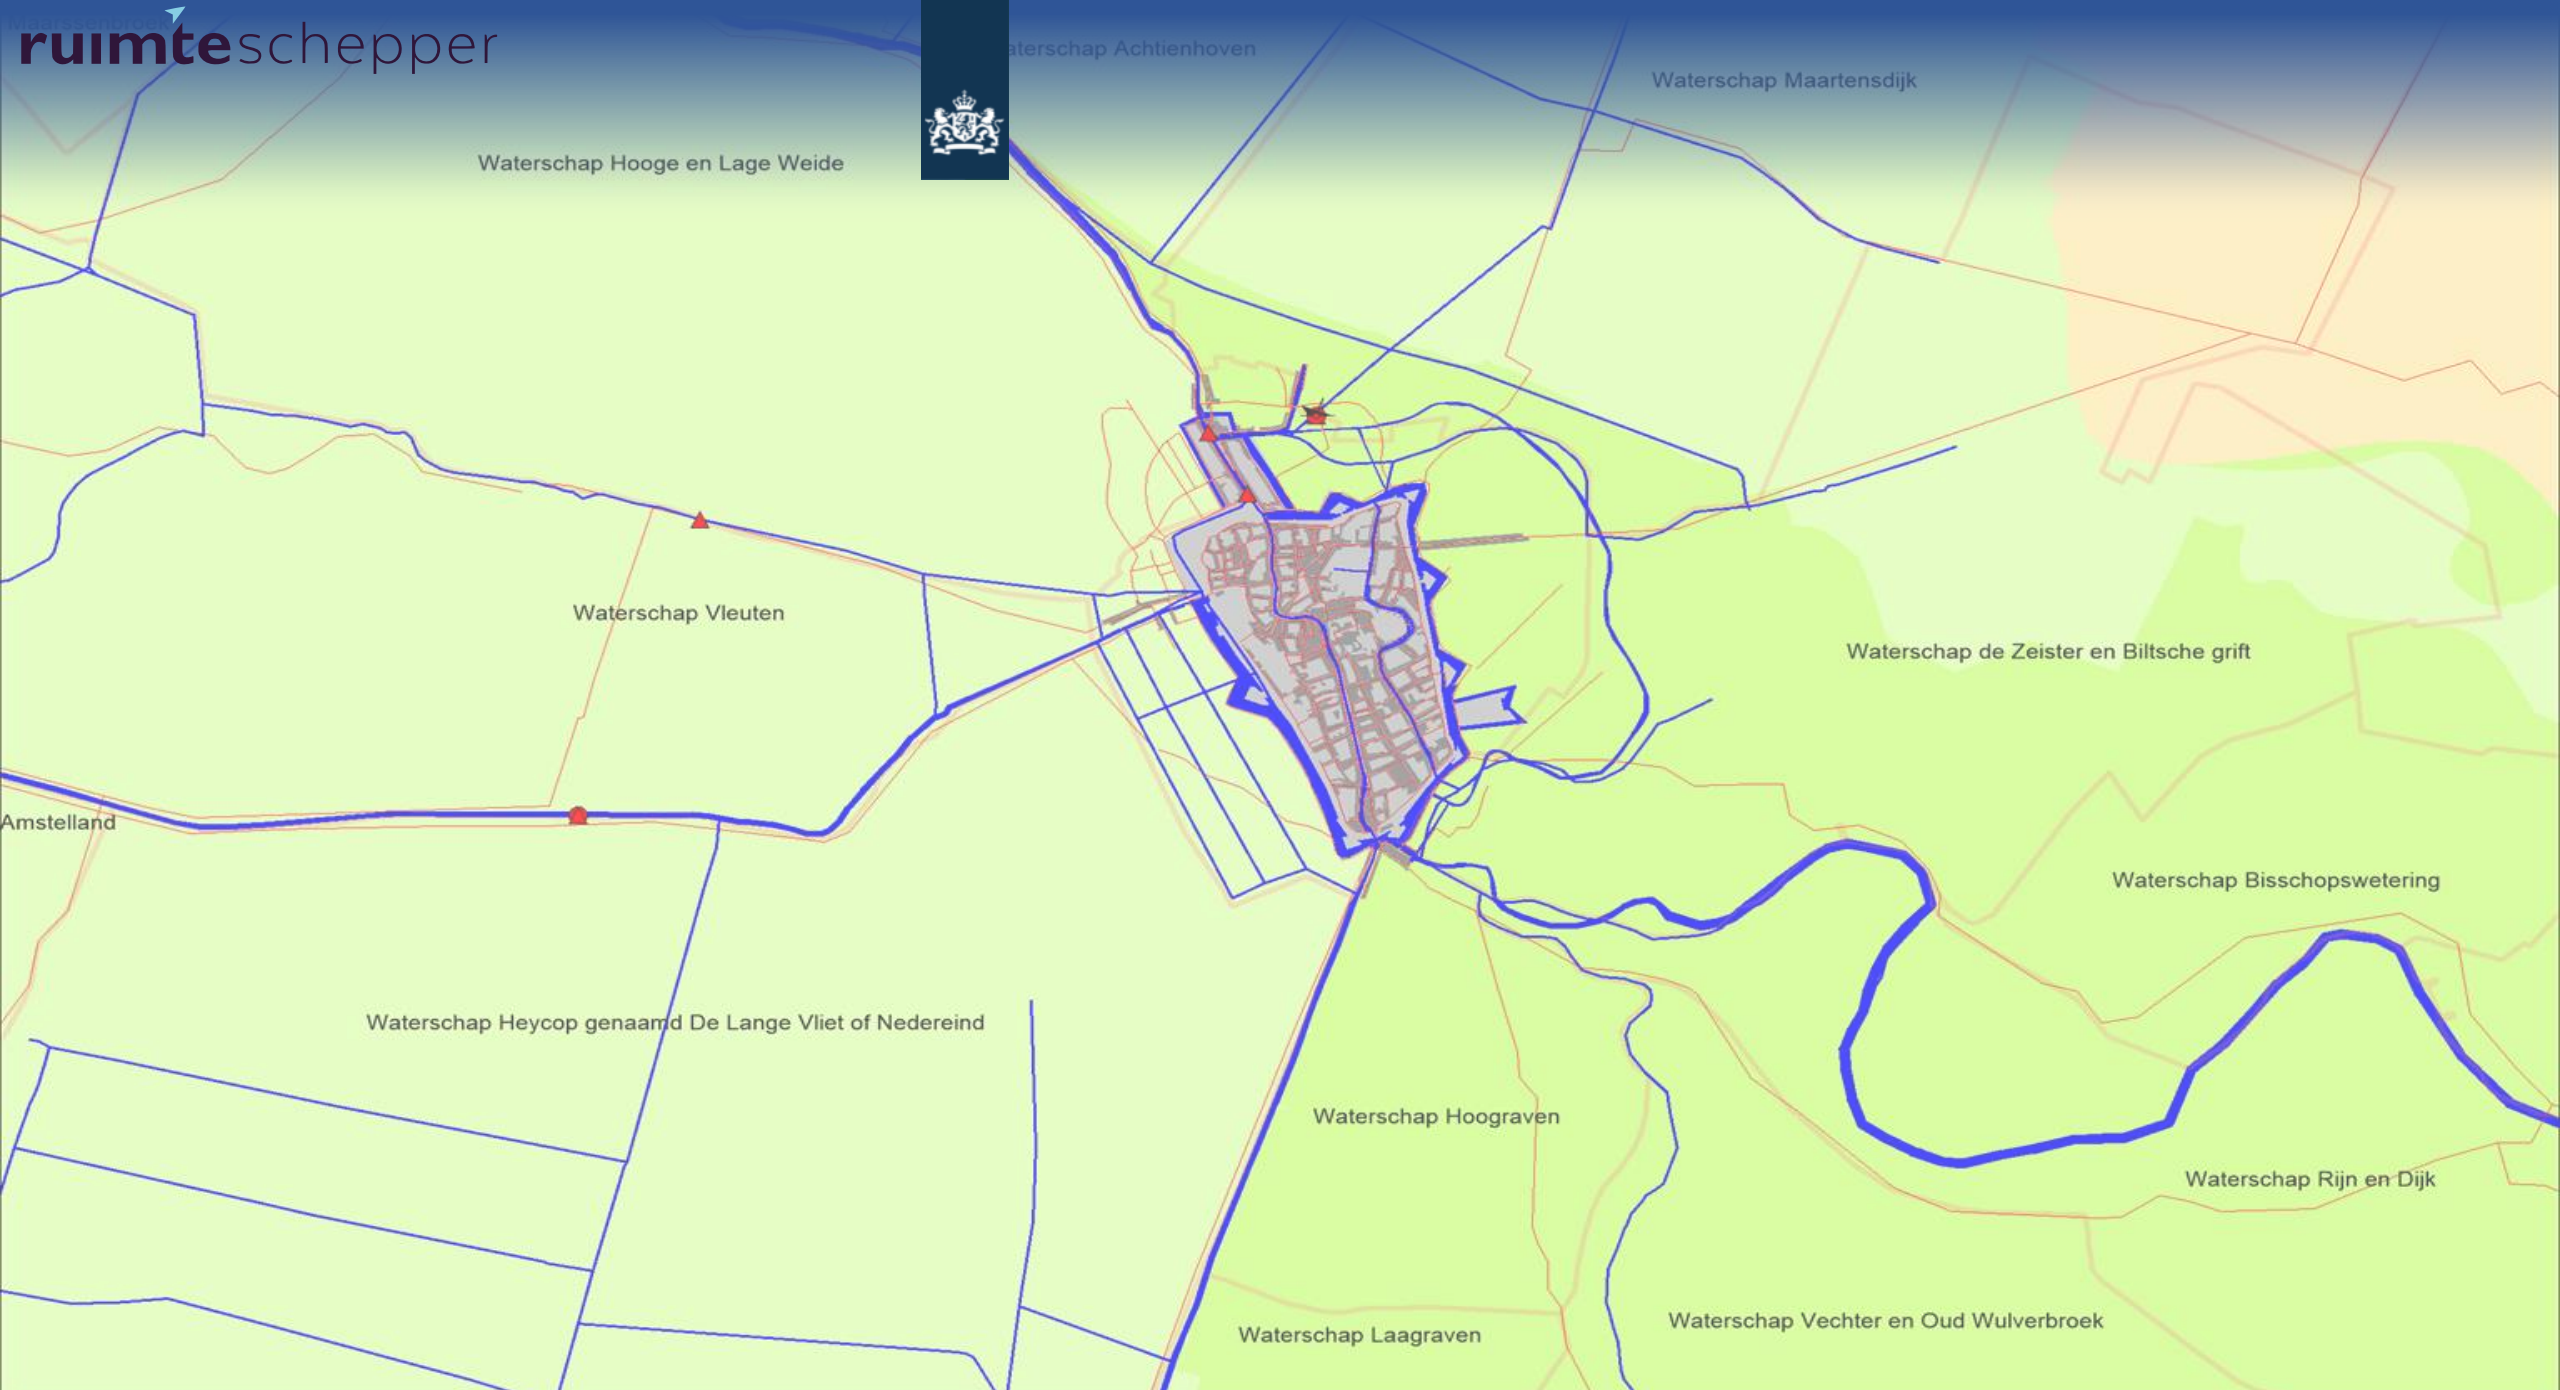 ruimteschepper
Waterschap Achtienhoven
Waterschap Maartensdijk
Waterschap Hooge en Lage Weide
Waterschap Vleuten
Waterschap de Zeister en Biltsche grift
Amstelland
Waterschap Bisschopswetering
Waterschap Heycop genaamd De Lange Vliet of Nedereind
Waterschap Hoograven
Waterschap Rijn en Dijk
Waterschap Vechter en Oud Wulverbroek
Waterschap Laagraven